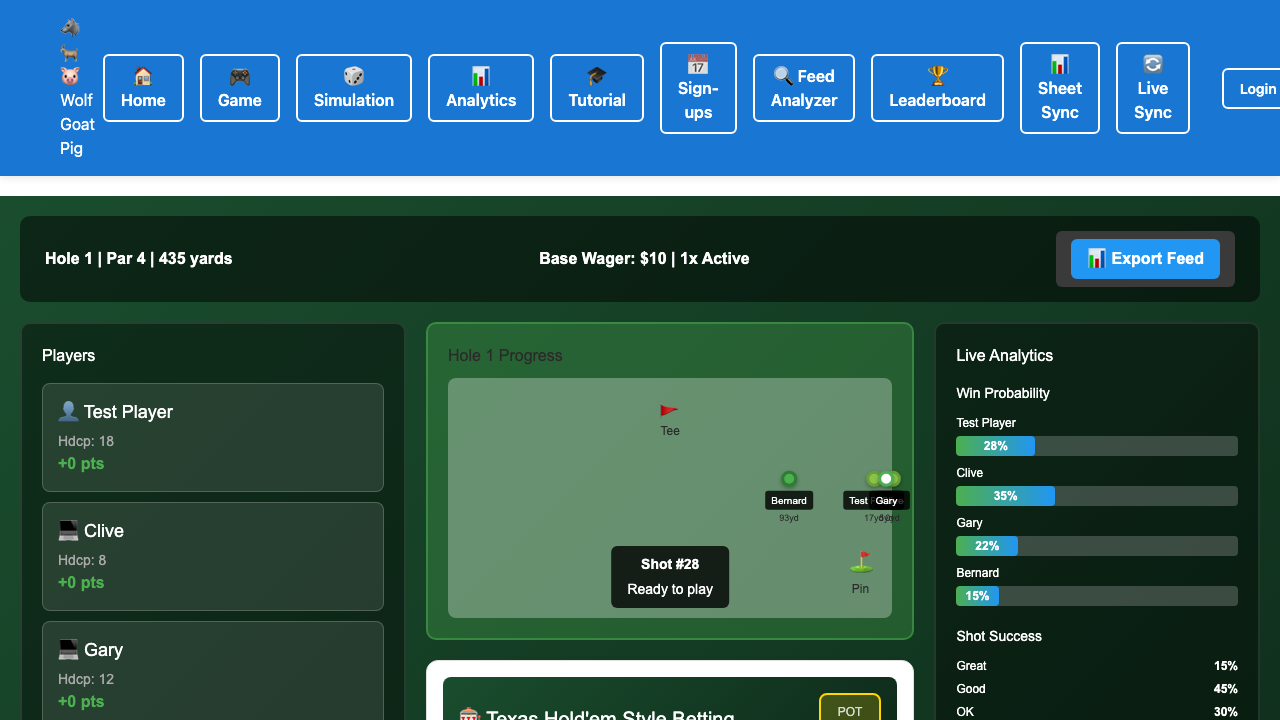 Wolf
Goat
Pig
Home
Game
Simulation
Analytics
Tutorial
Sign-
ups
Feed
Analyzer
Leaderboard
Sheet
Sync
Live
Sync
Login
Hole 1 | Par 4 | 435 yards
Base Wager: $10 | 1x Active
Export Feed
Players
Test Player
Hdcp: 18
+0 pts
Clive
Hdcp: 8
+0 pts
Gary
Hdcp: 12
+0 pts
Hole 1 Progress
Tee
Bernard
93yd
Test
Gary
Shot #28
Ready to play
Pin
Texas Hold'em Style Betting
POT
Live Analytics
Win Probability
Test Player
28%
Clive
35%
Gary
22%
Bernard
15%
Shot Success
Great 15%
Good 45%
OK 30%